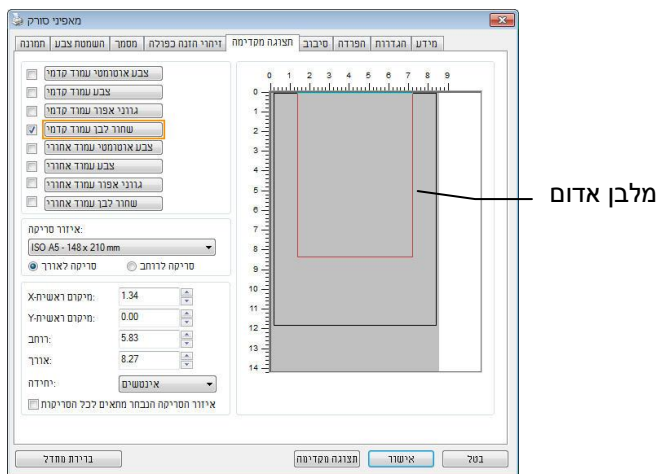 מאפיני סורק
תמונה השמטת צבע מסמך זיהוי הזנה כפולה תצוגה מקדימה סיבוב הפרדה הגדרות מידע
צבע אוטומטי עמוד קדמי
צבע עמוד קדמי
גווני אפור עמוד קדמי
שחור לבן עמוד קדמי
צבע אוטומטי עמוד אחורי
צבע עמוד אחורי
גווני אפור עמוד אחורי
שחור לבן עמוד אחורי
איזור סריקה:
ISO A5 - 148 x 210 mm
סריקה לאורך סריקה לרוחב
מיקום ראשית-X: 1.34
מיקום ראשית-Y: 0.00
רוחב: 5.83
אורך: 8.27
יחידה: אינטשים
איזור הסריקה הנבחר מתאים לכל הסריקות
0 1 2 3 4 5 6 7 8 9
0
1
2
3
4
5
6
7
8
9
10
11
12
13
14
מלבן אדום
ברירת מחדל תצוגה מקדימה אישור בטל